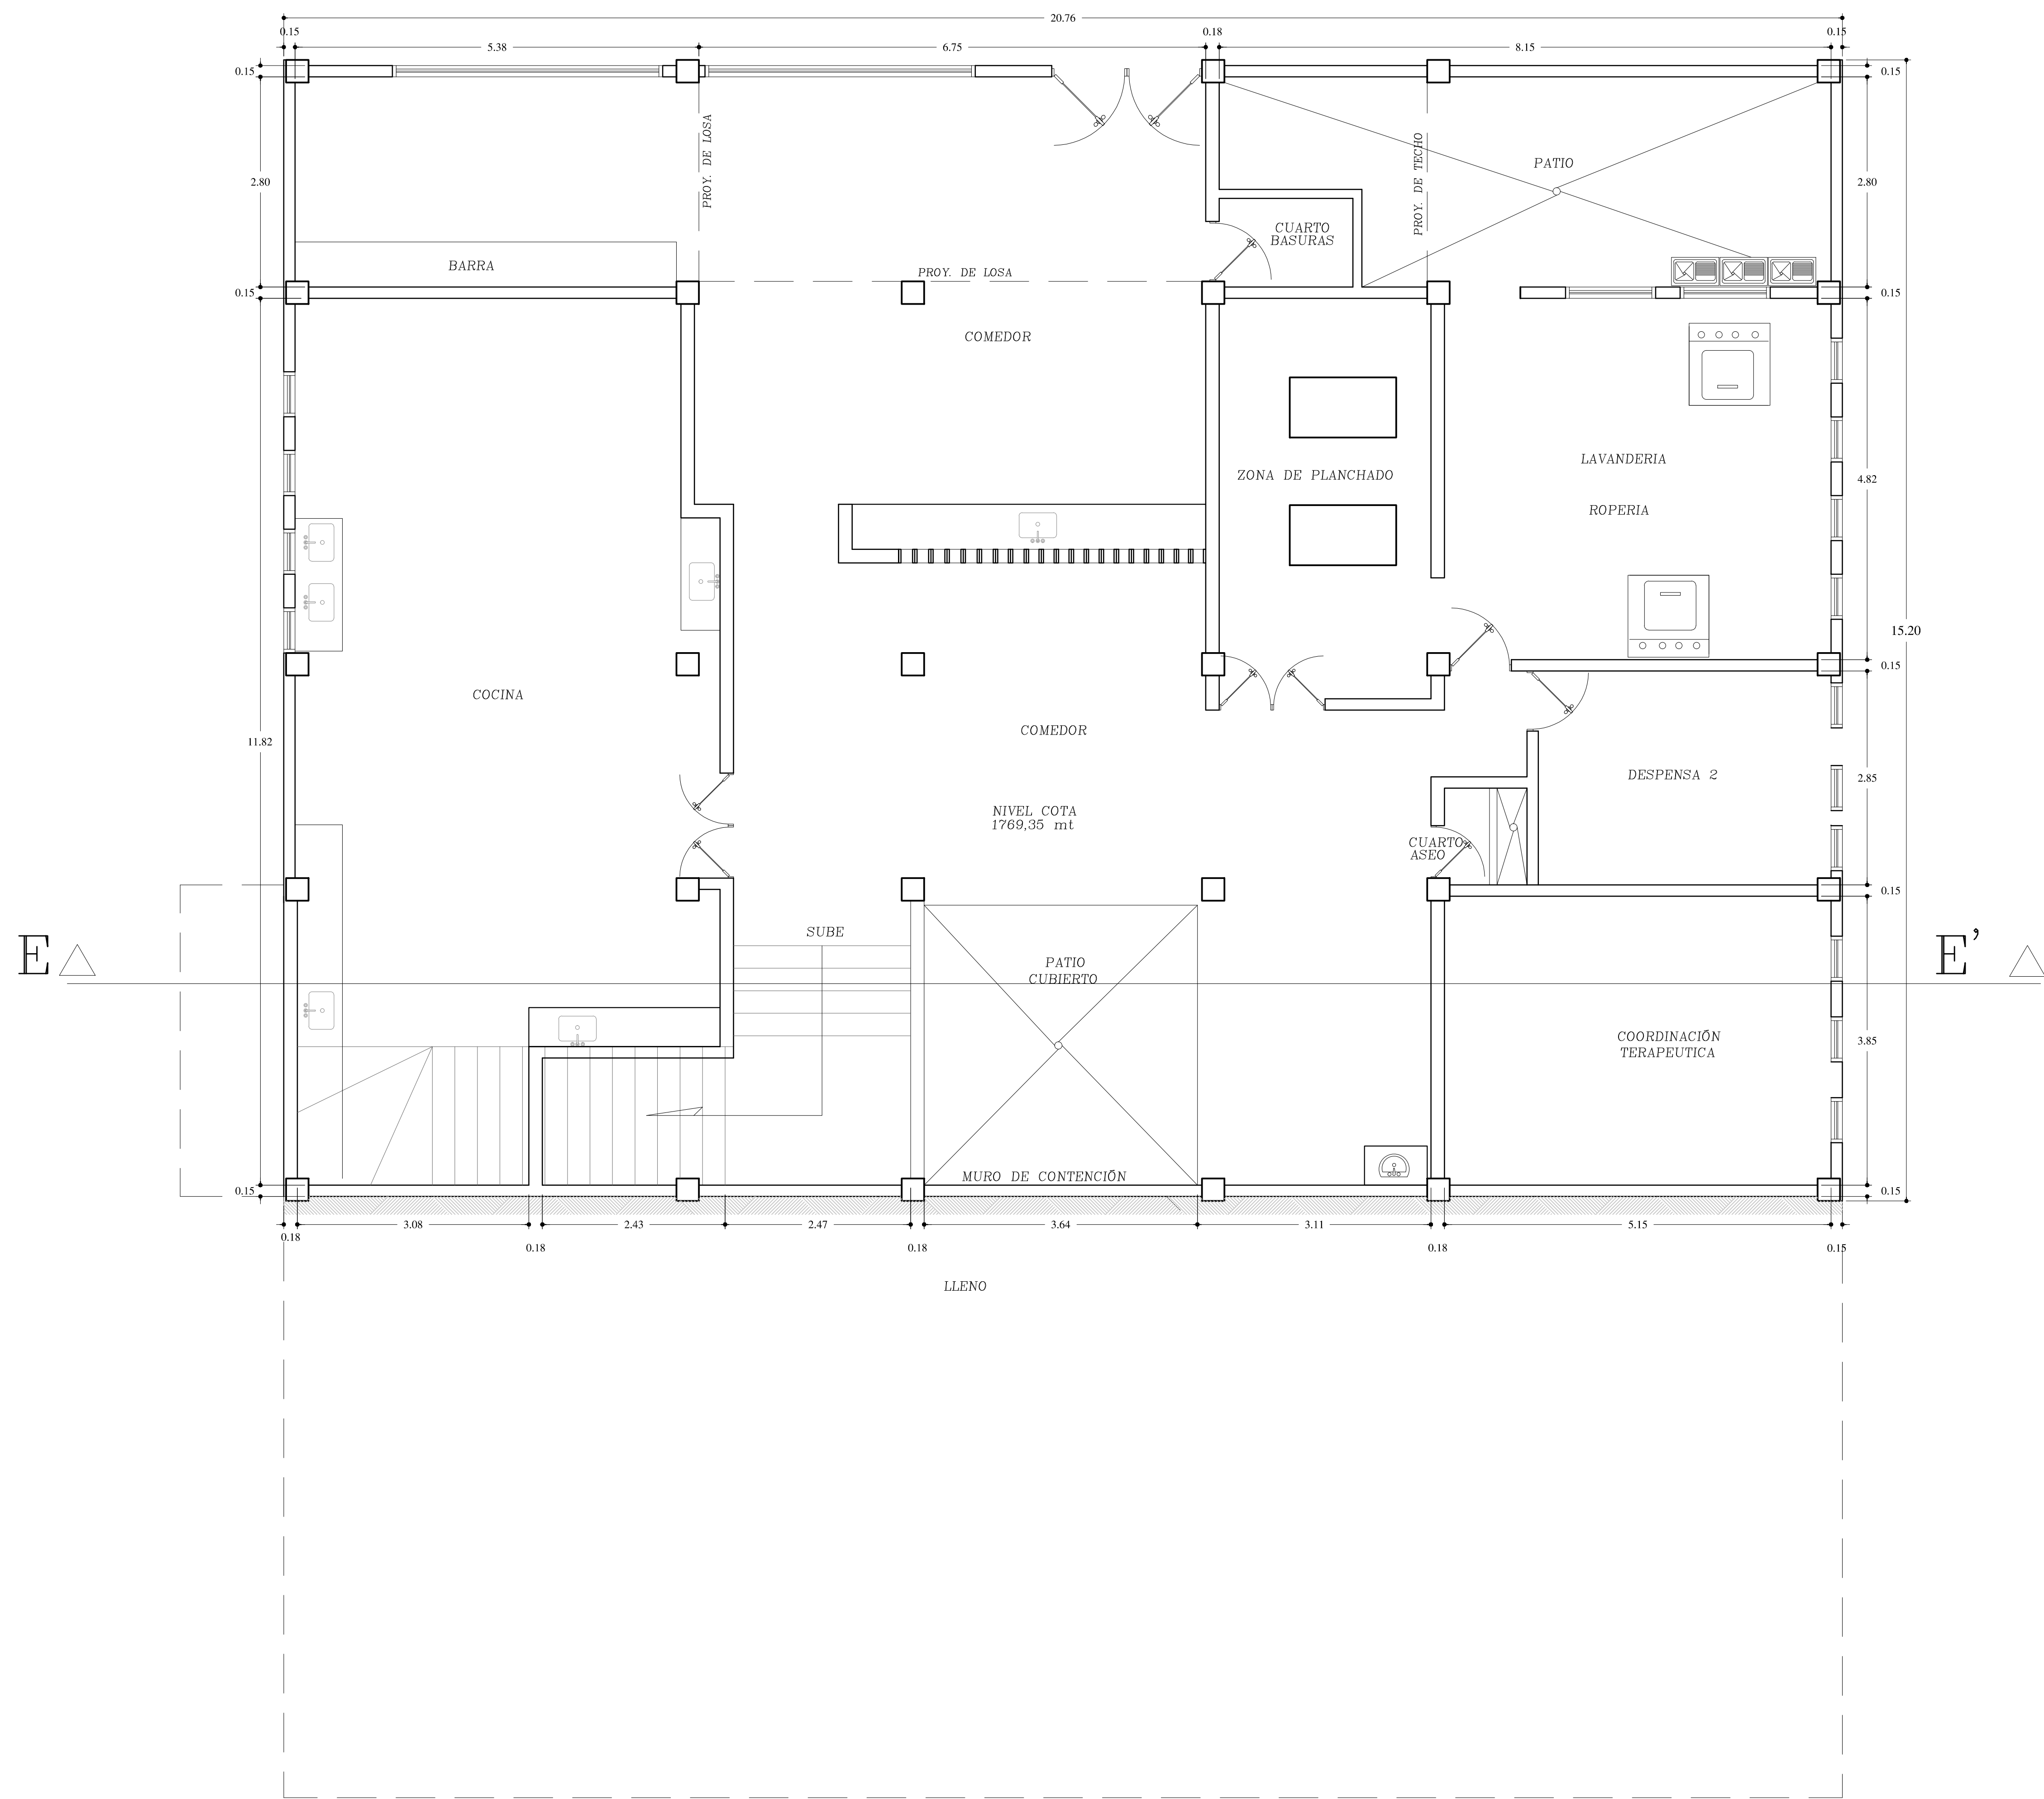 20.76
0.15
0.18
0.15
5.38
6.75
8.15
0.15
0.15
PROY. DE LOSA
PROY. DE TECHO
PATIO
2.80
2.80
CUARTO
BASURAS
BARRA
PROY. DE LOSA
0.15
0.15
COMEDOR
LAVANDERIA
ZONA DE PLANCHADO
4.82
ROPERIA
15.20
0.15
COCINA
COMEDOR
11.82
DESPENSA 2
2.85
NIVEL COTA
1769,35 mt
CUARTO
ASEO
0.15
SUBE
E
E'
PATIO
CUBIERTO
COORDINACIÓN
TERAPEUTICA
3.85
MURO DE CONTENCIÓN
0.15
0.15
3.08
2.43
2.47
3.64
3.11
5.15
0.18
0.18
0.18
0.18
0.15
LLENO